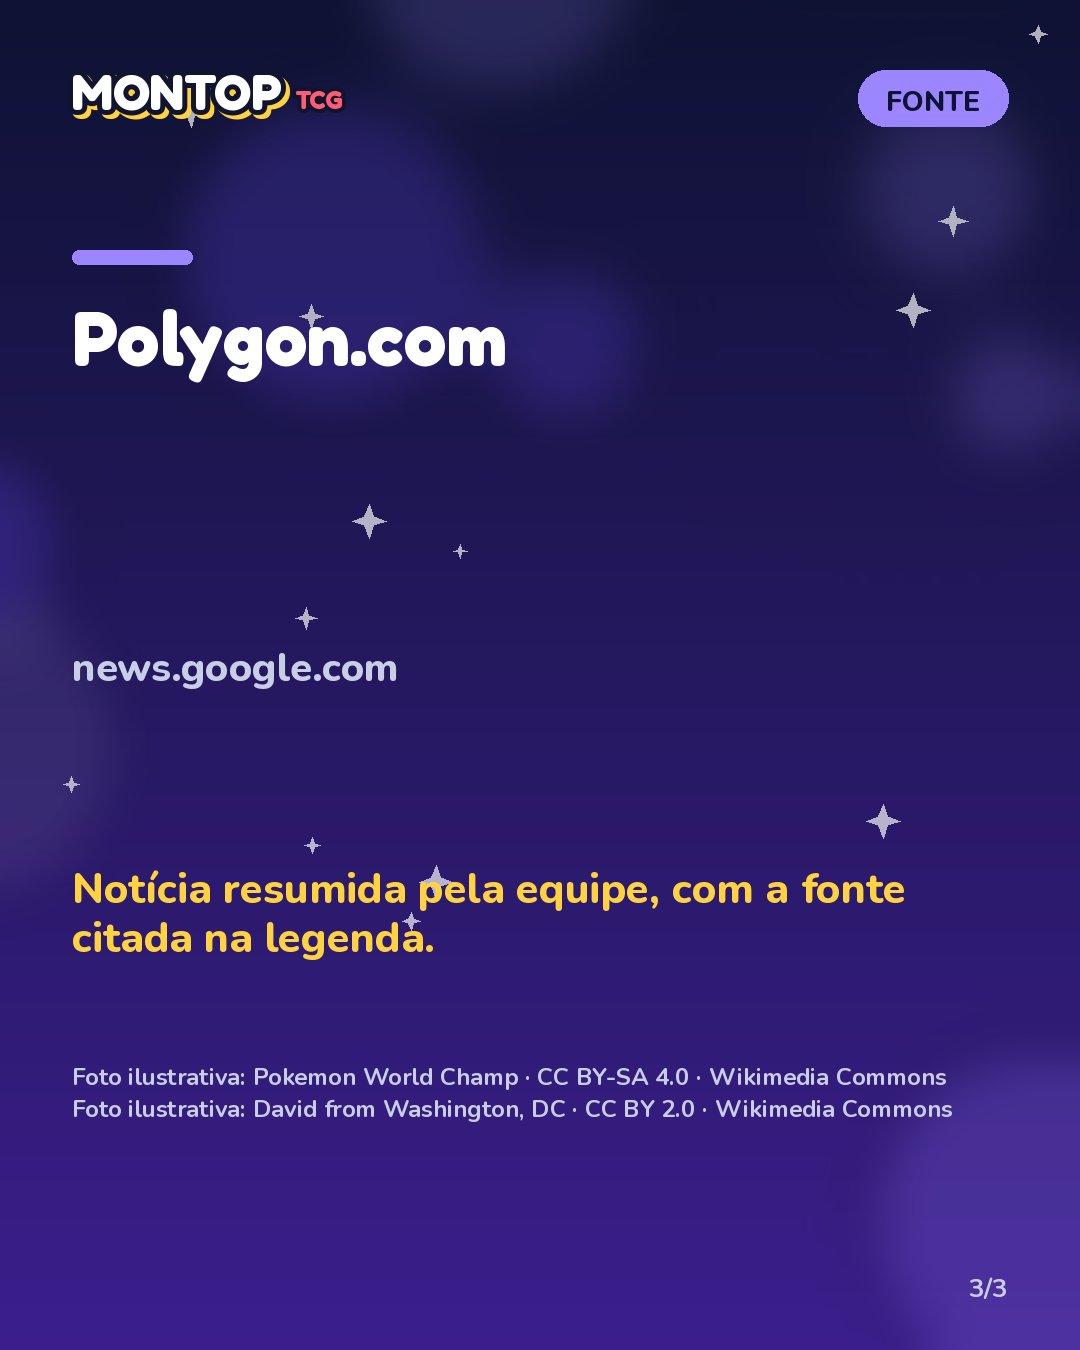 MONTOP TCG
FONTE
Polygon.com
news.google.com
Notícia resumida pela equipe, com a fonte
citada na legenda.
Foto ilustrativa: Pokemon World Champ · CC BY-SA 4.0 · Wikimedia Commons
Foto ilustrativa: David from Washington, DC · CC BY 2.0 · Wikimedia Commons
3/3